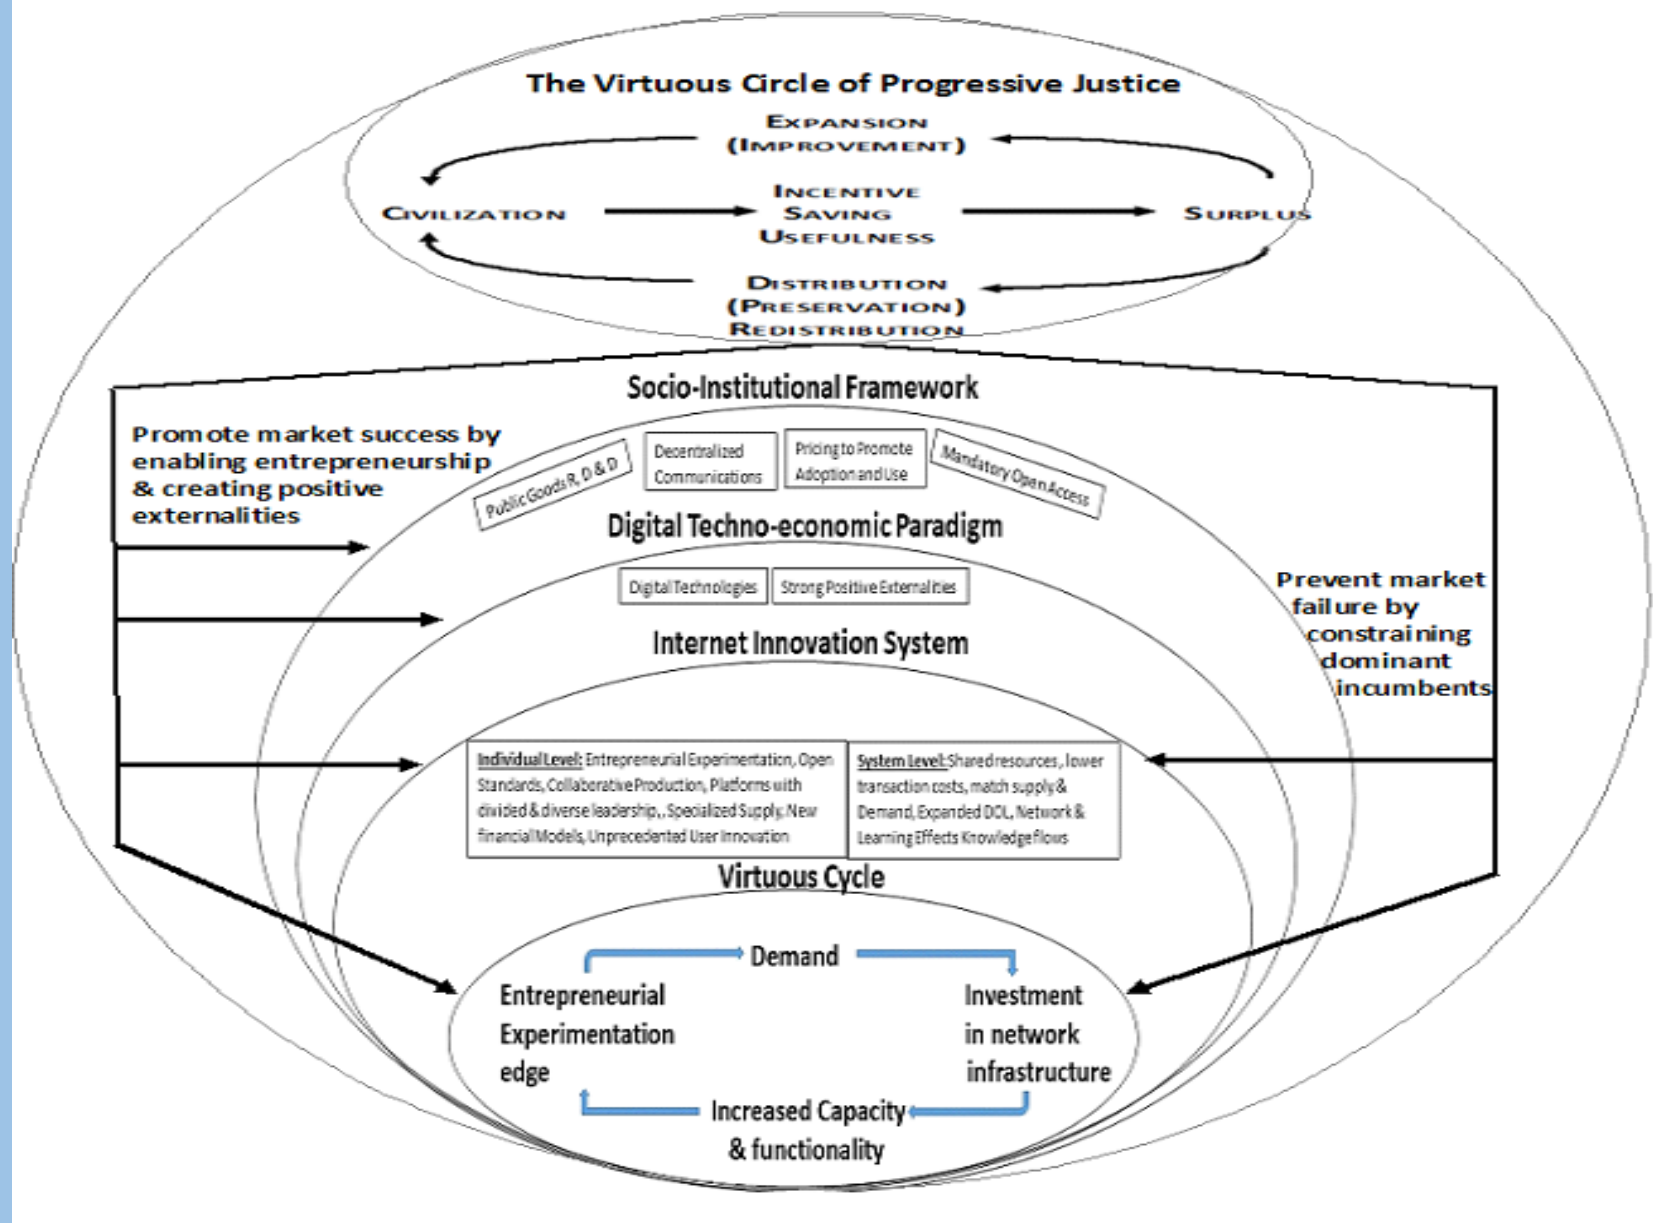 The Virtuous Circle of Progressive Justice
EXPANSION
(IMPROVEMENT)
CIVILIZATION
INCENTIVE
SAVING
USEFULNESS
SURPLUS
DISTRIBUTION
(PRESERVATION)
REDISTRIBUTION
Socio-Institutional Framework
Promote market success by
enabling entrepreneurship
& creating positive
externalities
Public Goods R, D & D
Decentralized
Communications
Pricing to Promote
Adoption and Use
Mandatory Open Access
Digital Techno-economic Paradigm
Digital Technologies
Strong Positive Externalities
Prevent market
failure by
constraining
dominant
incumbents
Internet Innovation System
Individual Level: Entrepreneurial Experimentation, Open
Standards, Collaborative Production, Platforms with
divided & diverse leadership,, Specialized Supply, New
financial Models, Unprecedented User Innovation
System Level: Shared resources, lower
transaction costs, match supply &
Demand, Expanded DOL, Network &
Learning Effects Knowledge flows
Virtuous Cycle
Demand
Entrepreneurial
Experimentation
edge
Investment
in network
infrastructure
Increased Capacity
& functionality